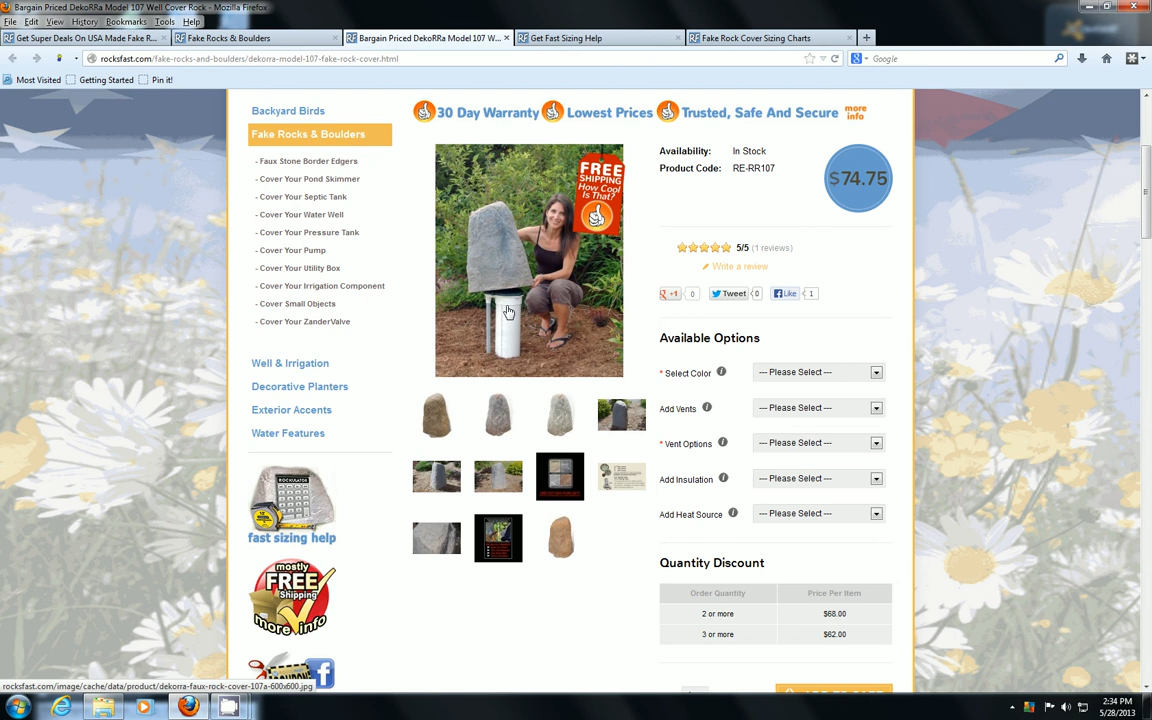 Bargain Priced DekoRRa Model 107 Well Cover Rock - Mozilla Firefox
File Edit View History Bookmarks Tools Help
Get Super Deals On USA Made Fake R...
Fake Rocks & Boulders
Bargain Priced DekoRRa Model 107 W...
Get Fast Sizing Help
Fake Rock Cover Sizing Charts
rocksfast.com/fake-rocks-and-boulders/dekorra-model-107-fake-rock-cover.html
Google
Most Visited Getting Started Pin it!
30 Day Warranty Lowest Prices Trusted, Safe And Secure more info
Backyard Birds
Fake Rocks & Boulders
- Faux Stone Border Edgers
- Cover Your Pond Skimmer
- Cover Your Septic Tank
- Cover Your Water Well
- Cover Your Pressure Tank
- Cover Your Pump
- Cover Your Utility Box
- Cover Your Irrigation Component
- Cover Small Objects
- Cover Your ZanderValve
Well & Irrigation
Decorative Planters
Exterior Accents
Water Features
ROCKULATOR
fast sizing help
mostly
FREE
Shipping
more info
COUPON
FREE
SHIPPING
How Cool
Is That?
Availability: In Stock
Product Code: RE-RR107
$74.75
5/5 (1 reviews)
Write a review
+1 0 Tweet 0 Like 1
Available Options
* Select Color --- Please Select ---
Add Vents --- Please Select ---
* Vent Options --- Please Select ---
Add Insulation --- Please Select ---
Add Heat Source --- Please Select ---
Quantity Discount
Order Quantity Price Per Item
2 or more $68.00
3 or more $62.00
ADD TO CART
rocksfast.com/image/cache/data/product/dekorra-faux-rock-cover-107a-600x600.jpg
2:34 PM
5/28/2013